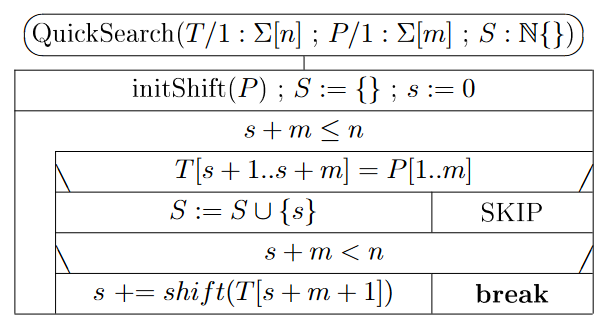 QuickSearch(T/1 : Σ[n] ; P/1 : Σ[m] ; S : ℕ{})
initShift(P) ; S := {} ; s := 0
s + m ≤ n
T[s + 1..s + m] = P[1..m]
S := S ∪ {s} SKIP
s + m < n
s += shift(T[s + m + 1]) break